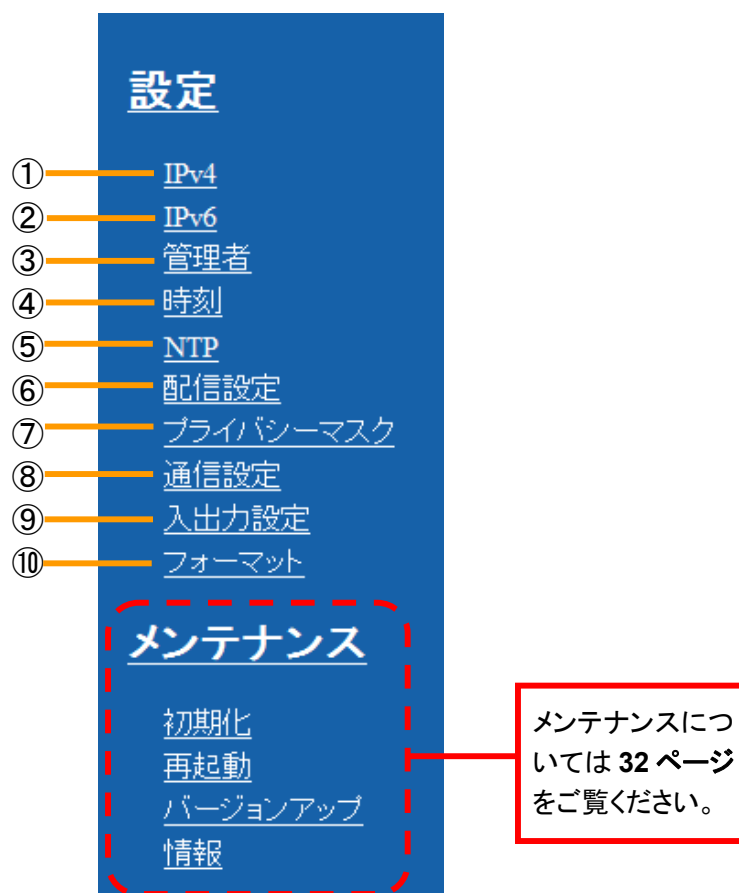 設定
① IPv4
② IPv6
③ 管理者
④ 時刻
⑤ NTP
⑥ 配信設定
⑦ プライバシーマスク
⑧ 通信設定
⑨ 入出力設定
⑩ フォーマット
メンテナンス
初期化
再起動
バージョンアップ
情報
メンテナンスにつ
いては 32 ページ
をご覧ください。